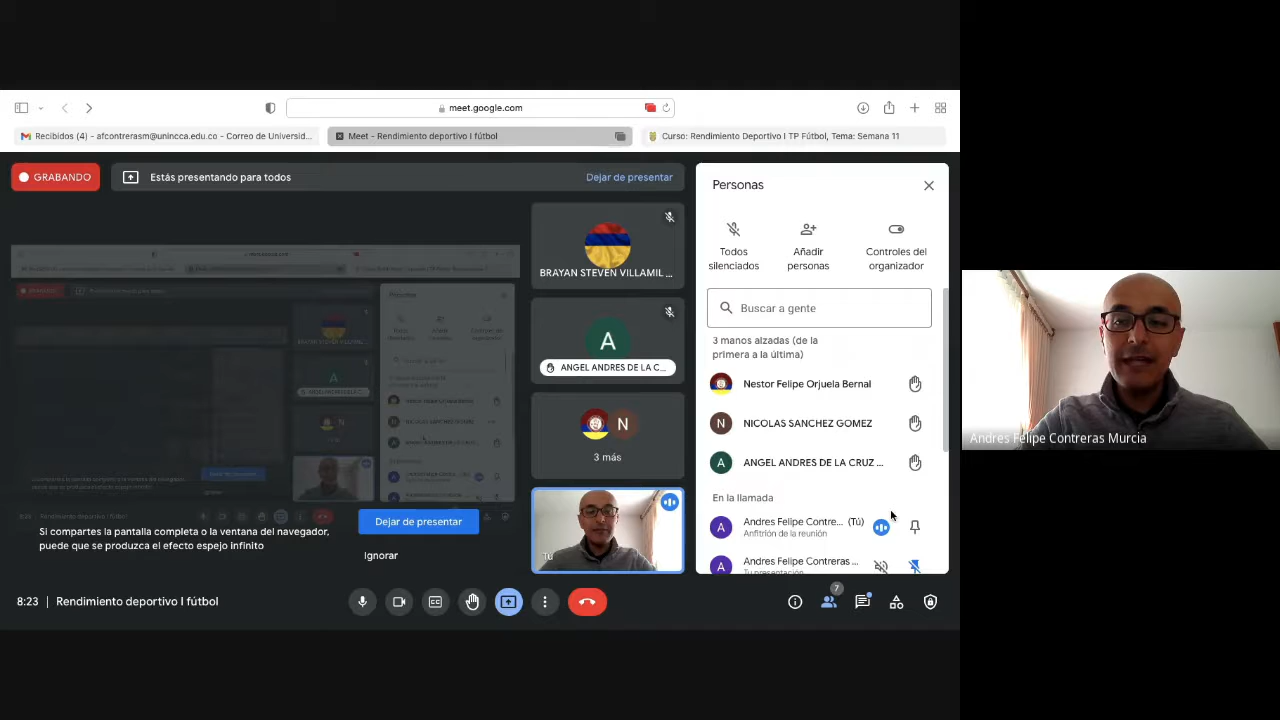 meet.google.com
Recibidos (4) - afcontrerasm@unincca.edu.co - Correo de Universid...
Meet - Rendimiento deportivo I fútbol
Curso: Rendimiento Deportivo I TP Fútbol, Tema: Semana 11
GRABANDO
Estás presentando para todos
Dejar de presentar
BRAYAN STEVEN VILLAMIL ...
A
ANGEL ANDRES DE LA C...
N
3 más
Tú
Si compartes la pantalla completa o la ventana del navegador,
puede que se produzca el efecto espejo infinito
Dejar de presentar
Ignorar
Personas
Todos
silenciados
Añadir
personas
Controles del
organizador
Buscar a gente
3 manos alzadas (de la
primera a la última)
Nestor Felipe Orjuela Bernal
N
NICOLAS SANCHEZ GOMEZ
A
ANGEL ANDRES DE LA CRUZ ...
En la llamada
A
Andres Felipe Contre... (Tú)
Anfitrión de la reunión
A
Andres Felipe Contreras ...
Tu presentación
8:23
Rendimiento deportivo I fútbol
7
Andres Felipe Contreras Murcia